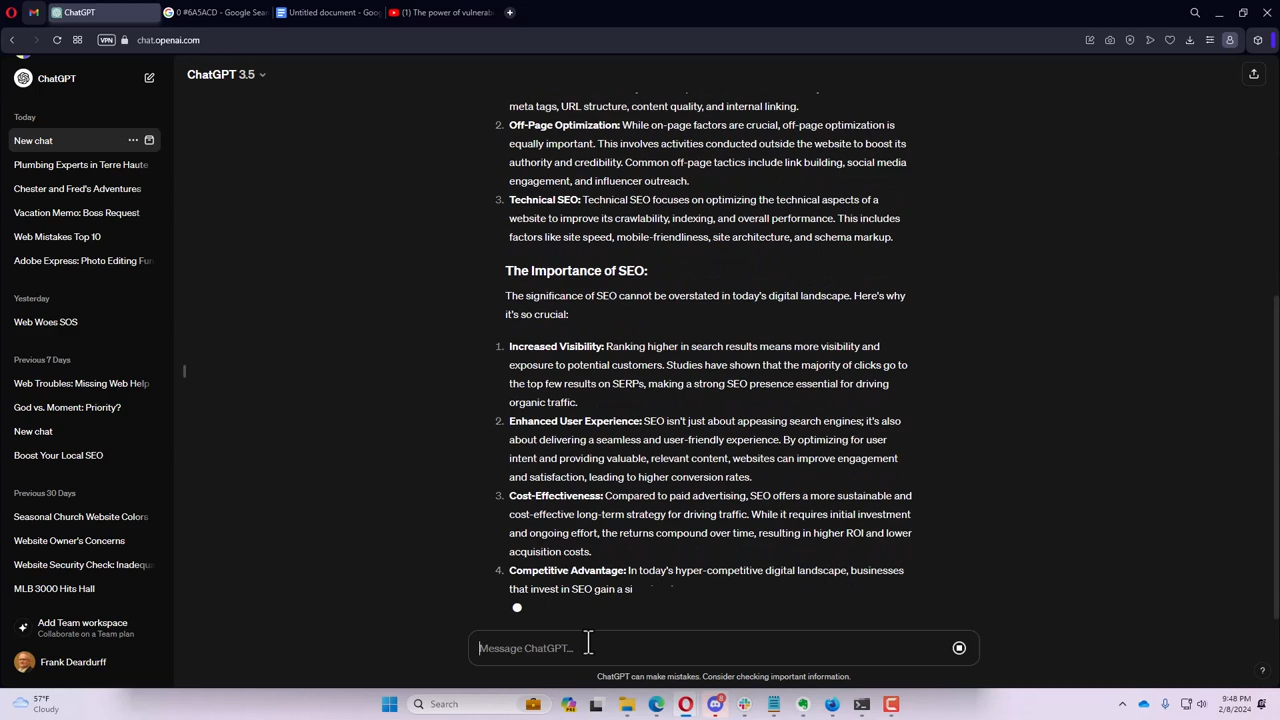 ChatGPT
0 #6A5ACD - Google Sear
Untitled document - Goog
(1) The power of vulnerab
VPN
chat.openai.com
ChatGPT
Today
New chat
Plumbing Experts in Terre Haute
Chester and Fred's Adventures
Vacation Memo: Boss Request
Web Mistakes Top 10
Adobe Express: Photo Editing Fun
Yesterday
Web Woes SOS
Previous 7 Days
Web Troubles: Missing Web Help
God vs. Moment: Priority?
New chat
Boost Your Local SEO
Previous 30 Days
Seasonal Church Website Colors
Website Owner's Concerns
Website Security Check: Inadequa
MLB 3000 Hits Hall
Add Team workspace
Collaborate on a Team plan
Frank Deardurff
ChatGPT 3.5
meta tags, URL structure, content quality, and internal linking.
2. Off-Page Optimization: While on-page factors are crucial, off-page optimization is
equally important. This involves activities conducted outside the website to boost its
authority and credibility. Common off-page tactics include link building, social media
engagement, and influencer outreach.
3. Technical SEO: Technical SEO focuses on optimizing the technical aspects of a
website to improve its crawlability, indexing, and overall performance. This includes
factors like site speed, mobile-friendliness, site architecture, and schema markup.
The Importance of SEO:
The significance of SEO cannot be overstated in today's digital landscape. Here's why
it's so crucial:
1. Increased Visibility: Ranking higher in search results means more visibility and
exposure to potential customers. Studies have shown that the majority of clicks go to
the top few results on SERPs, making a strong SEO presence essential for driving
organic traffic.
2. Enhanced User Experience: SEO isn't just about appeasing search engines; it's also
about delivering a seamless and user-friendly experience. By optimizing for user
intent and providing valuable, relevant content, websites can improve engagement
and satisfaction, leading to higher conversion rates.
3. Cost-Effectiveness: Compared to paid advertising, SEO offers a more sustainable and
cost-effective long-term strategy for driving traffic. While it requires initial investment
and ongoing effort, the returns compound over time, resulting in higher ROI and lower
acquisition costs.
4. Competitive Advantage: In today's hyper-competitive digital landscape, businesses
that invest in SEO gain a si
Message ChatGPT...
ChatGPT can make mistakes. Consider checking important information.
?
57°F
Cloudy
Search
8
9:48 PM
2/8/2024